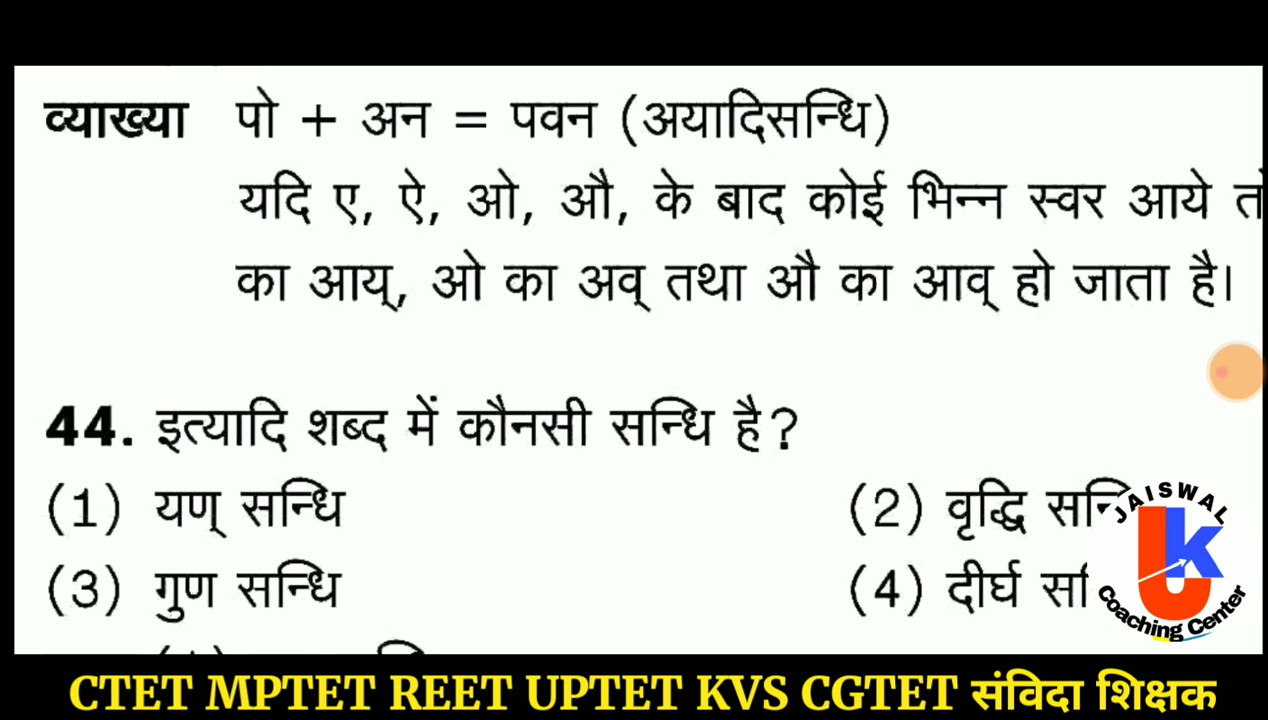 व्याख्या पो + अन = पवन (अयादिसन्धि)
यदि ए, ऐ, ओ, औ, के बाद कोई भिन्न स्वर आये
का आय्, ओ का अव् तथा औ का आव् हो जाता है।
44. इत्यादि शब्द में कौनसी सन्धि है?
(1) यण् सन्धि (2) वृद्धि
(3) गुण सन्धि (4) दीर्घ
JAISWAL
UK
Coaching Center
CTET MPTET REET UPTET KVS CGTET संविदा शिक्षक